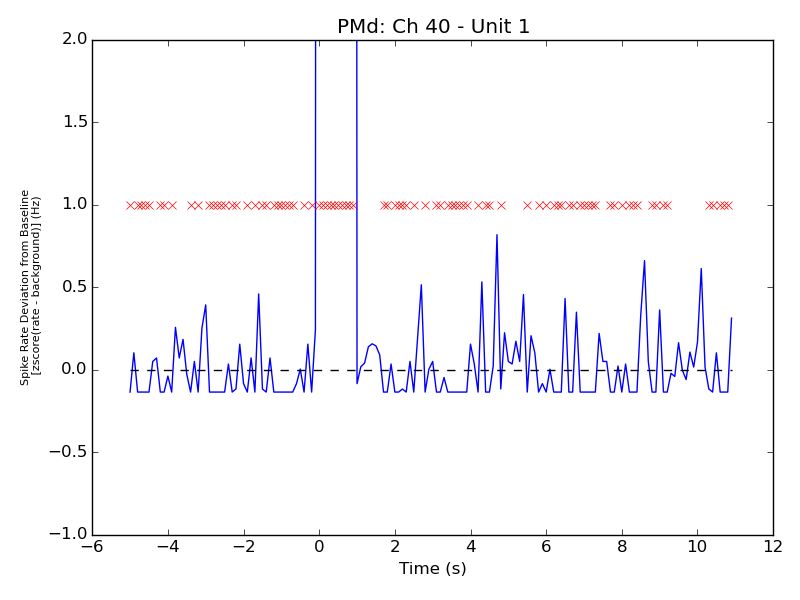 PMd: Ch 40 - Unit 1
2.0
1.5
1.0
0.5
0.0
−0.5
−1.0
Spike Rate Deviation from Baseline
[zscore(rate - background)] (Hz)
−6 −4 −2 0 2 4 6 8 10 12
Time (s)